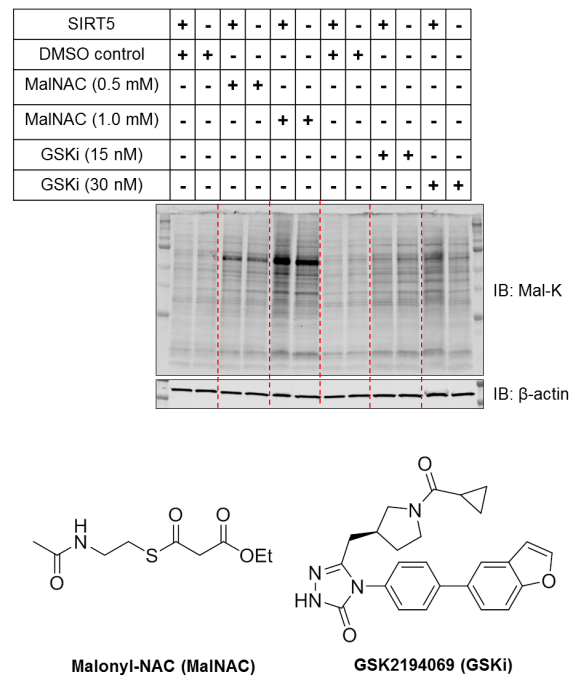 SIRT5 + - + - + - + - + - + -
DMSO control + + - - - - + + - - - -
MalNAC (0.5 mM) - - + + - - - - - - - -
MalNAC (1.0 mM) - - - - + + - - - - - -
GSKi (15 nM) - - - - - - - - + + - -
GSKi (30 nM) - - - - - - - - - - + +
IB: Mal-K
IB: β-actin
O
N
H
N
O
S
O
O
OEt
N
N
HN
O
O
Malonyl-NAC (MalNAC)
GSK2194069 (GSKi)